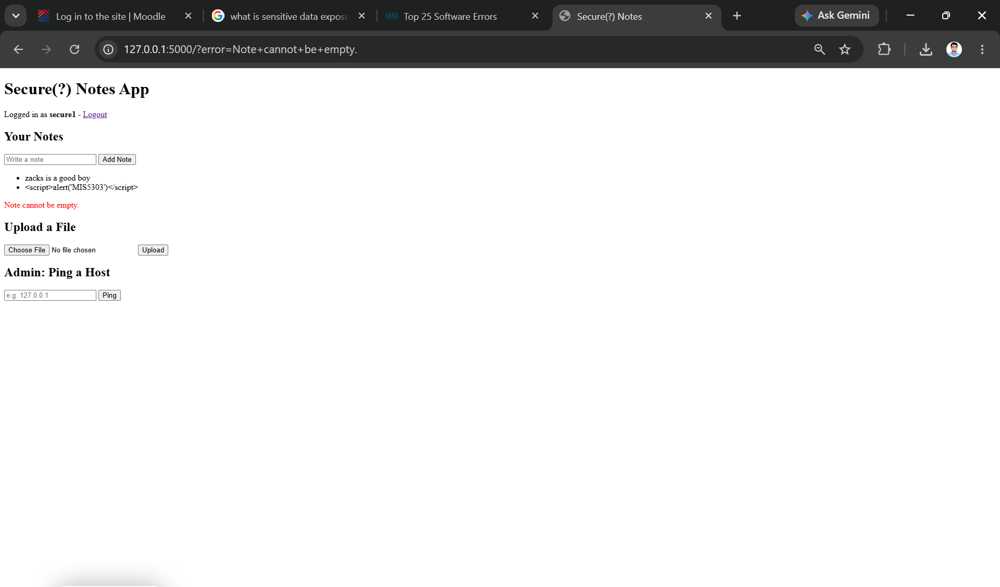 Log in to the site | Moodle
what is sensitive data exposu
SANS
Top 25 Software Errors
Secure(?) Notes
Ask Gemini
127.0.0.1:5000/?error=Note+cannot+be+empty.
Secure(?) Notes App
Logged in as secure1 - Logout
Your Notes
Write a note Add Note
zacks is a good boy
<script>alert('MIS5303')</script>
Note cannot be empty.
Upload a File
Choose File No file chosen Upload
Admin: Ping a Host
e.g. 127.0.0.1 Ping